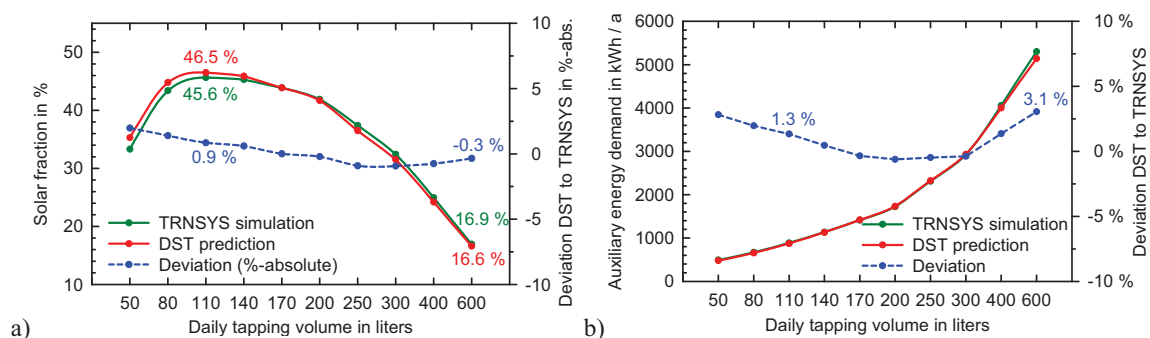 50
40
30
20
10
Solar fraction in %
46.5 %
45.6 %
0.9 %
-0.3 %
16.9 %
16.6 %
TRNSYS simulation
DST prediction
Deviation (%-absolute)
10
5
0
-5
-10
Deviation DST to TRNSYS in %-abs.
50 80 110 140 170 200 250 300 400 600
Daily tapping volume in liters
a)
6000
5000
4000
3000
2000
1000
0
Auxiliary energy demand in kWh / a
1.3 %
3.1 %
TRNSYS simulation
DST prediction
Deviation
10 %
5 %
0 %
-5 %
-10 %
Deviation DST to TRNSYS
50 80 110 140 170 200 250 300 400 600
Daily tapping volume in liters
b)